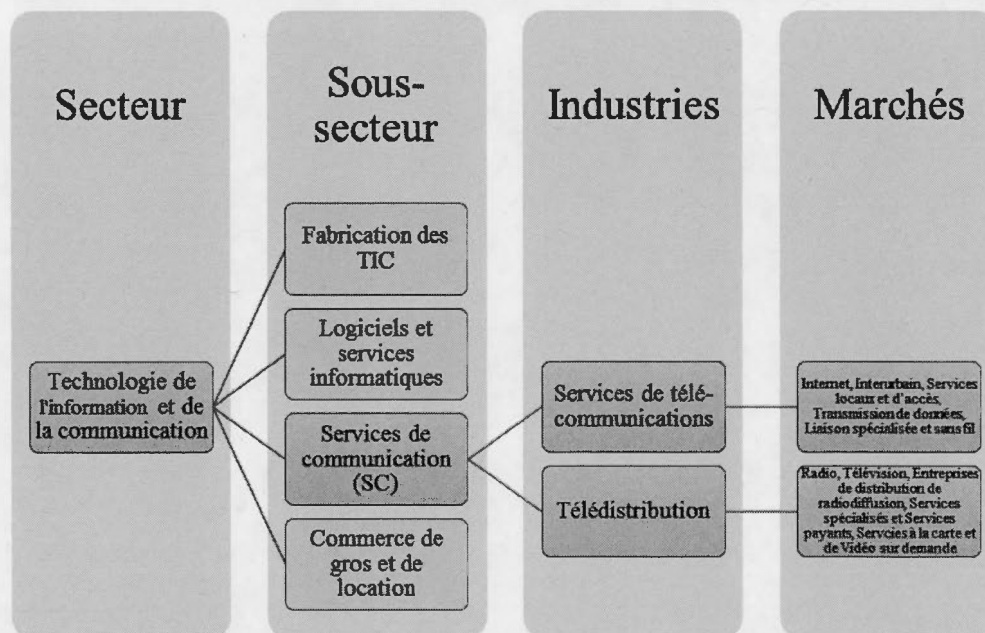 Secteur
Sous-
secteur
Industries
Marchés
Fabrication des
TIC
Logiciels et
services
informatiques
Technologie de
l'information et de
la communication
Services de
communication
(SC)
Commerce de
gros et de
location
Services de télé-
communications
Télédistribution
Internet, Interurbain, Services
locaux et d'accès,
Transmission de données,
Liaison spécialisée et sans fil
Radio, Télévision, Entreprises
de distribution de
radiodiffusion, Services
spécialisés et Services
payants, Servcies à la carte et
de Vidéo sur demande